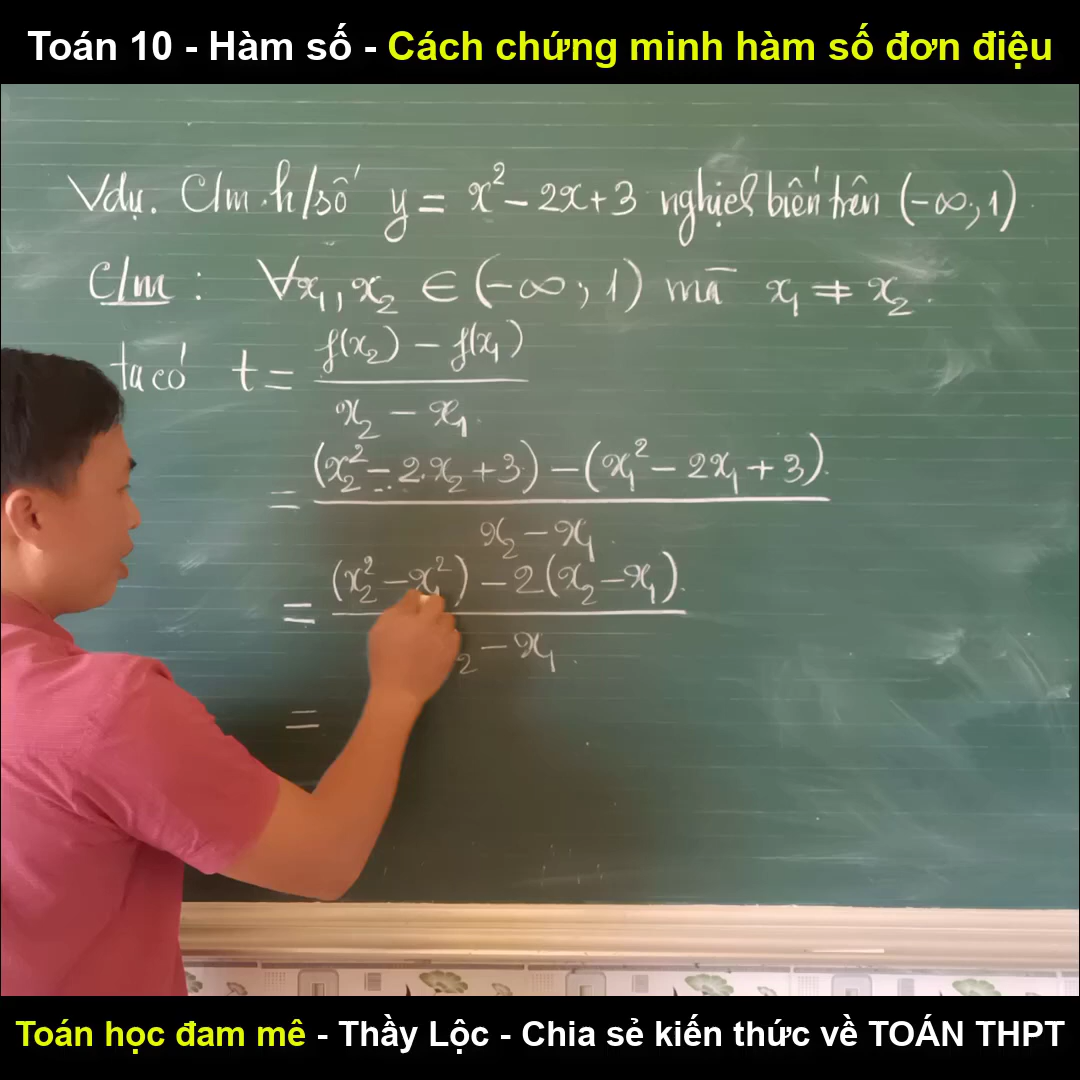 Toán 10 - Hàm số - Cách chứng minh hàm số đơn điệu
Vdụ. C/m h/số y = x² - 2x + 3 nghịch biến trên (-∞; 1)
C/m : ∀x₁, x₂ ∈ (-∞; 1) mà x₁ ≠ x₂.
ta có t = f(x₂) - f(x₁)
x₂ - x₁
= (x₂² - 2.x₂ + 3) - (x₁² - 2x₁ + 3)
x₂ - x₁
= (x₂² - x₁²) - 2(x₂ - x₁)
₂ - x₁
=
Toán học đam mê - Thầy Lộc - Chia sẻ kiến thức về TOÁN THPT